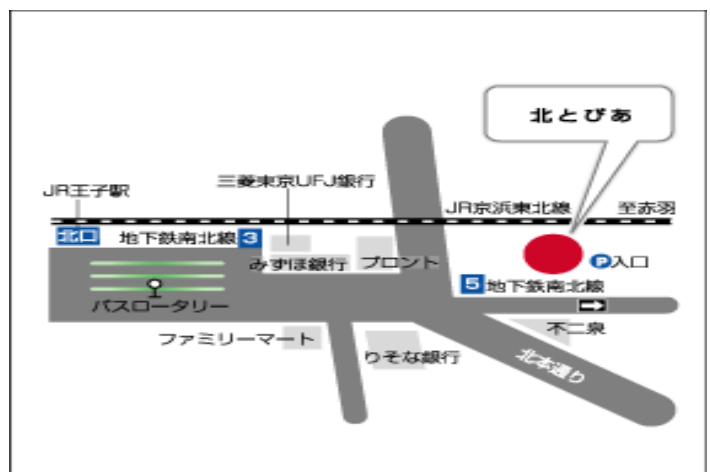 北とぴあ
三菱東京UFJ銀行
JR王子駅
JR京浜東北線
至赤羽
北口
地下鉄南北線 3
みずほ銀行
プロント
P入口
5 地下鉄南北線
バスロータリー
ファミリーマート
不二泉
りそな銀行
北本通り